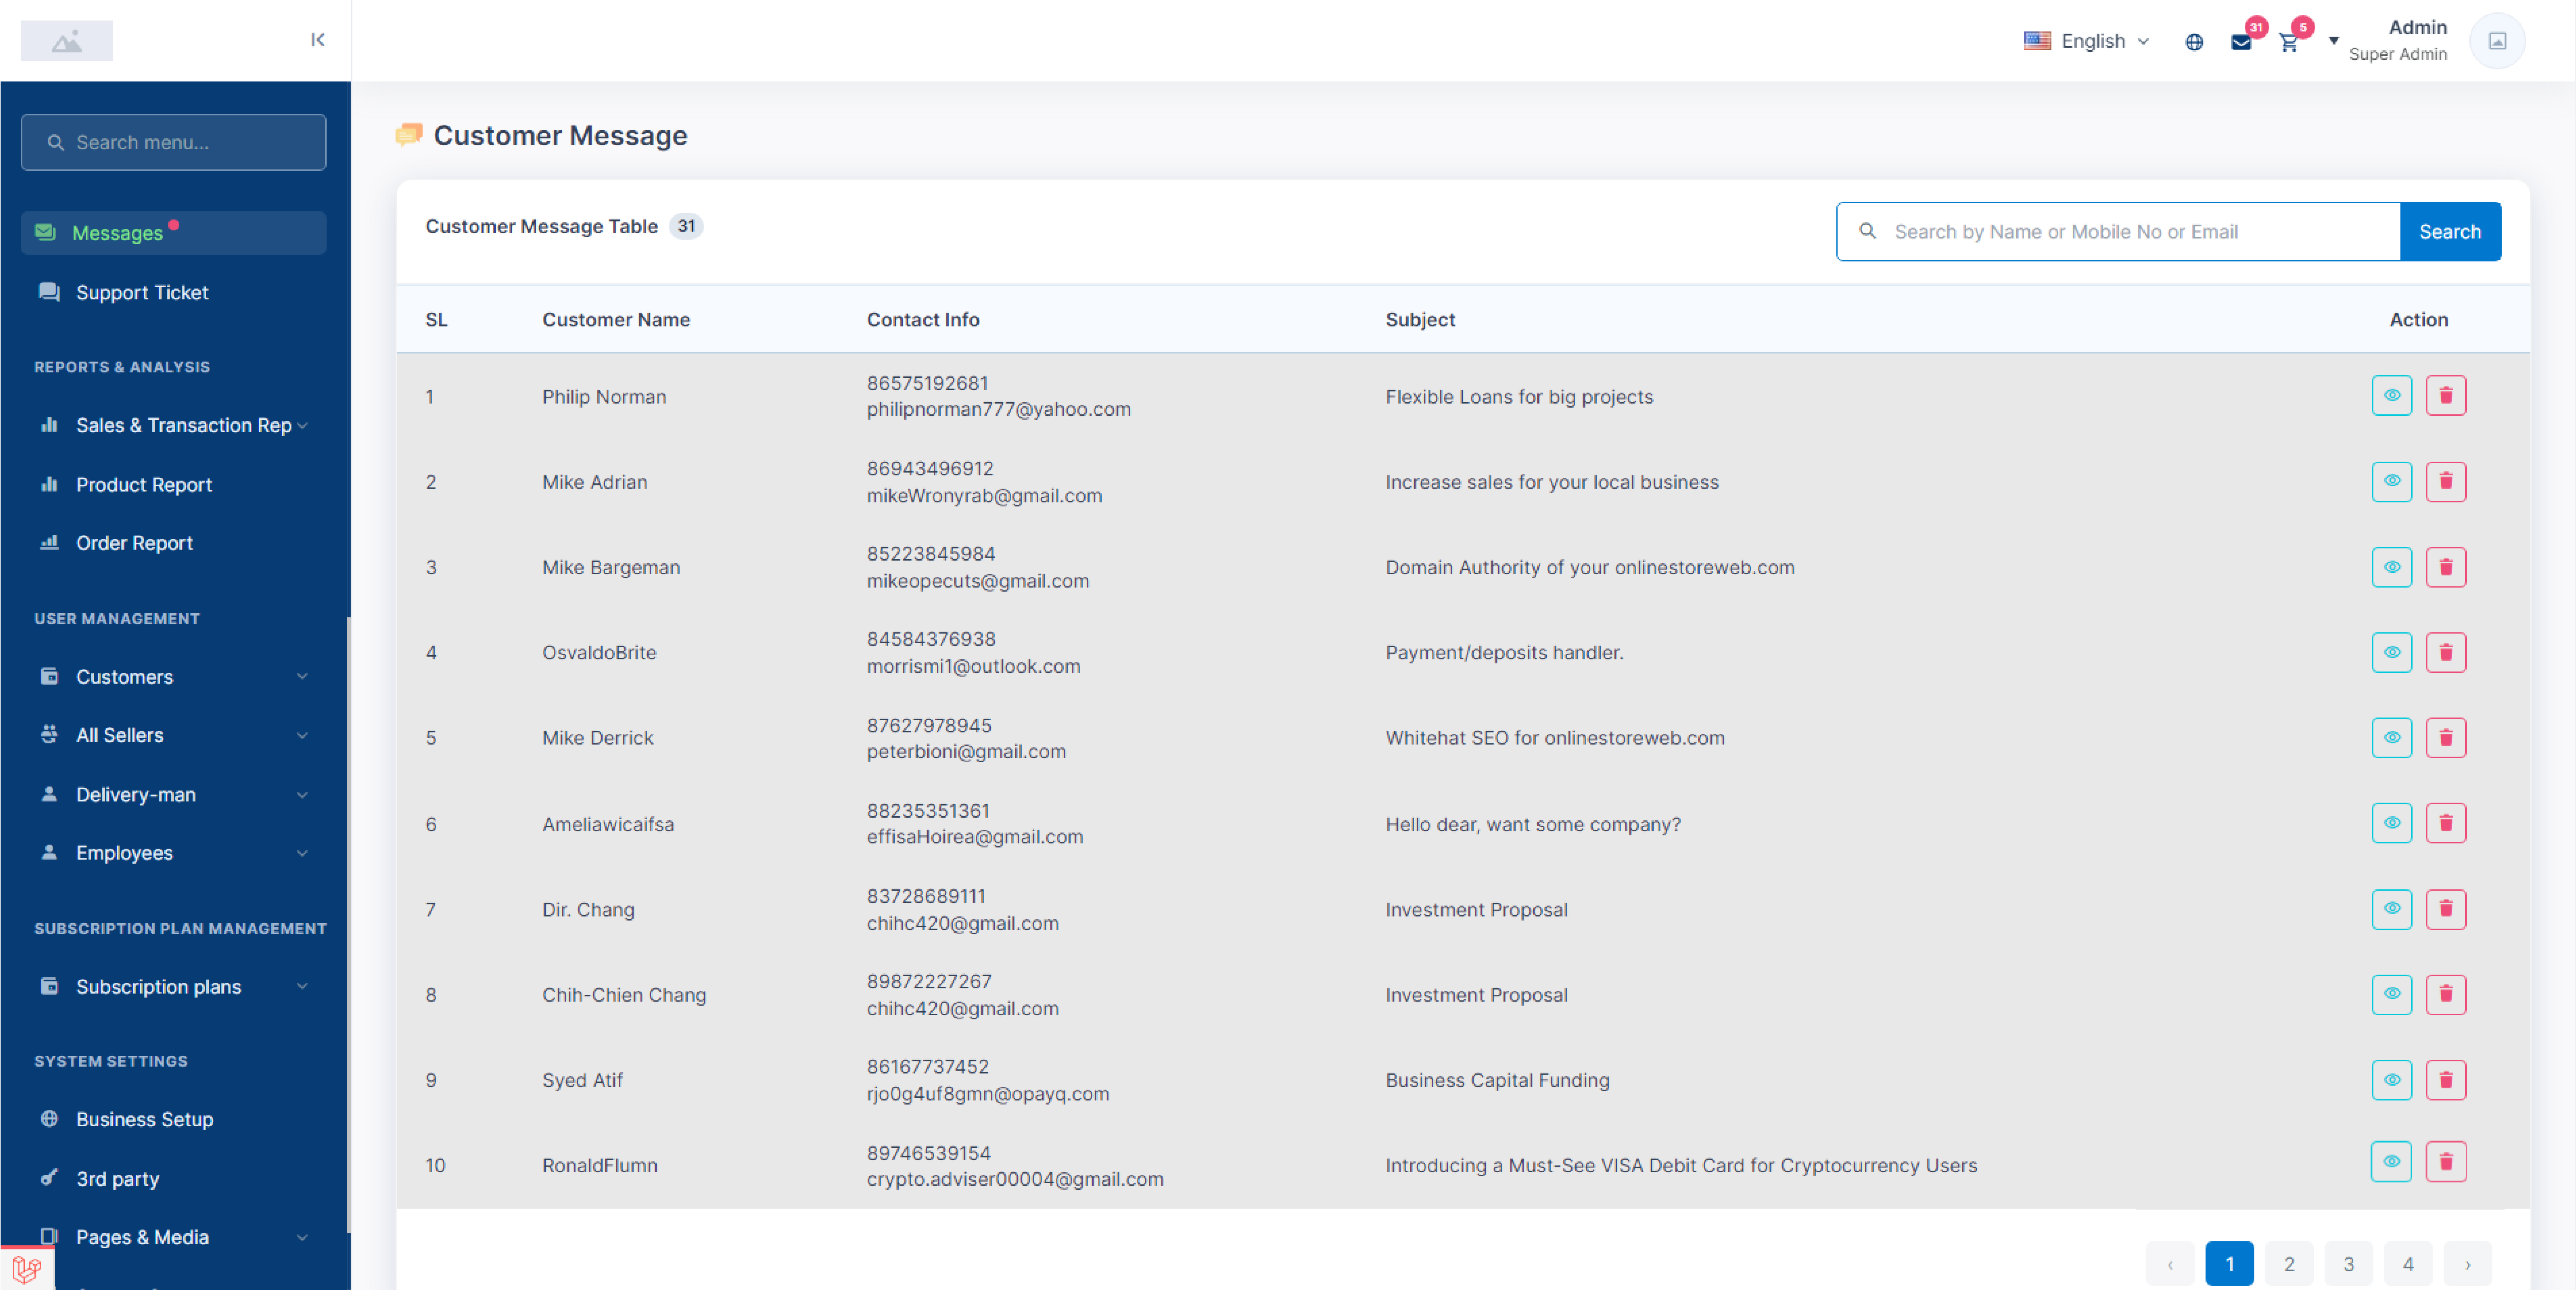 English
31
5
Admin
Super Admin
Search menu...
Messages
Support Ticket
REPORTS & ANALYSIS
Sales & Transaction Rep
Product Report
Order Report
USER MANAGEMENT
Customers
All Sellers
Delivery-man
Employees
SUBSCRIPTION PLAN MANAGEMENT
Subscription plans
SYSTEM SETTINGS
Business Setup
3rd party
Pages & Media
Customer Message
Customer Message Table 31
Search by Name or Mobile No or Email
Search
SL Customer Name Contact Info Subject Action
1 Philip Norman 86575192681 Flexible Loans for big projects
philipnorman777@yahoo.com
2 Mike Adrian 86943496912 Increase sales for your local business
mikeWronyrab@gmail.com
3 Mike Bargeman 85223845984 Domain Authority of your onlinestoreweb.com
mikeopecuts@gmail.com
4 OsvaldoBrite 84584376938 Payment/deposits handler.
morrismi1@outlook.com
5 Mike Derrick 87627978945 Whitehat SEO for onlinestoreweb.com
peterbioni@gmail.com
6 Ameliawicaifsa 88235351361 Hello dear, want some company?
effisaHoirea@gmail.com
7 Dir. Chang 83728689111 Investment Proposal
chihc420@gmail.com
8 Chih-Chien Chang 89872227267 Investment Proposal
chihc420@gmail.com
9 Syed Atif 86167737452 Business Capital Funding
rjo0g4uf8gmn@opayq.com
10 RonaldFlumn 89746539154 Introducing a Must-See VISA Debit Card for Cryptocurrency Users
crypto.adviser00004@gmail.com
‹ 1 2 3 4 ›